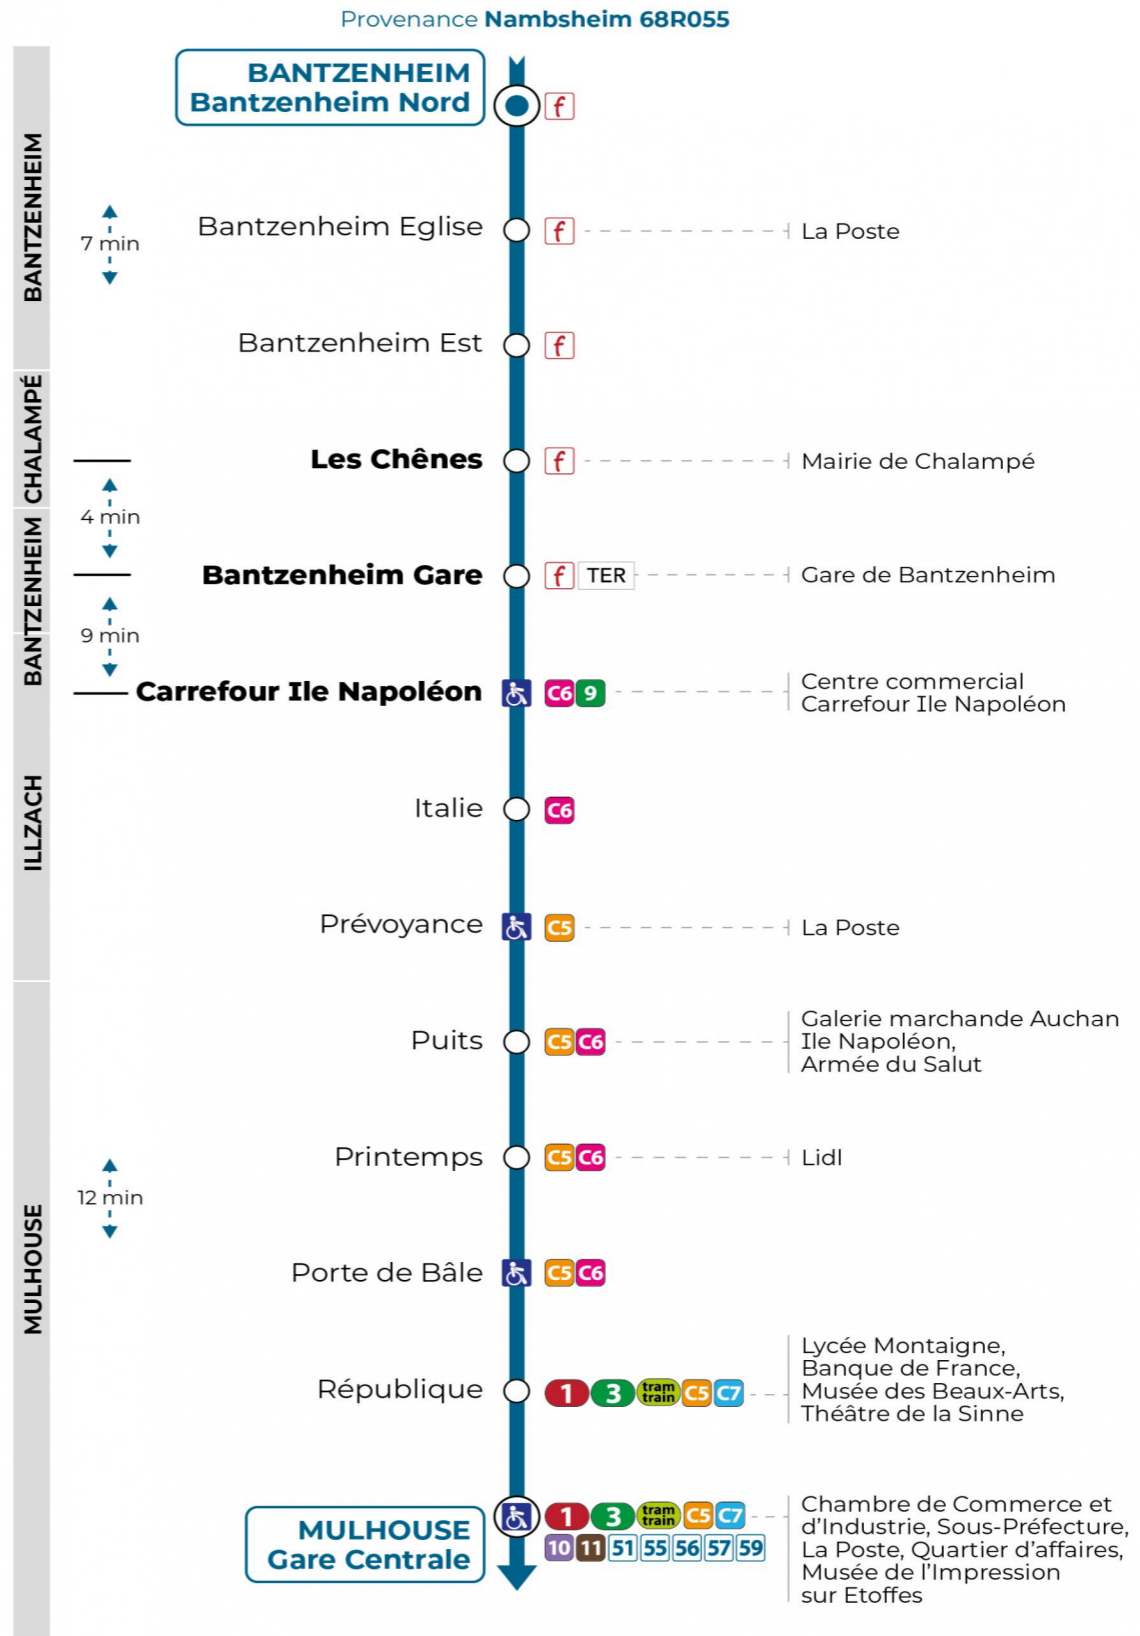 Provenance Nambsheim 68R055
BANTZENHEIM
BANTZENHEIM
Bantzenheim Nord
f
7 min
Bantzenheim Eglise
f
La Poste
Bantzenheim Est
f
CHALAMPÉ
Les Chênes
f
Mairie de Chalampé
4 min
BANTZENHEIM
Bantzenheim Gare
f TER
Gare de Bantzenheim
9 min
Carrefour Ile Napoléon
C6 9
Centre commercial
Carrefour Ile Napoléon
ILLZACH
Italie
C6
Prévoyance
C5
La Poste
MULHOUSE
Puits
C5 C6
Galerie marchande Auchan
Ile Napoléon,
Armée du Salut
Printemps
C5 C6
Lidl
12 min
Porte de Bâle
C5 C6
République
1 3 tram train C5 C7
Lycée Montaigne,
Banque de France,
Musée des Beaux-Arts,
Théâtre de la Sinne
MULHOUSE
Gare Centrale
1 3 tram train C5 C7
10 11 51 55 56 57 59
Chambre de Commerce et
d'Industrie, Sous-Préfecture,
La Poste, Quartier d'affaires,
Musée de l'Impression
sur Etoffes